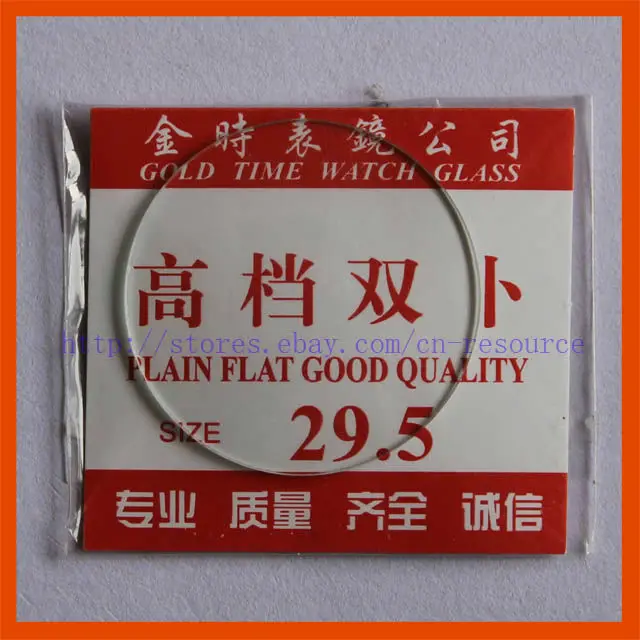 金時表鏡公司
GOLD TIME WATCH GLASS
高档双卜
http://stores.ebay.com/cn-resource
PLAIN FLAT GOOD QUALITY
SiZE 29.5
专业 质量 齐全 诚信